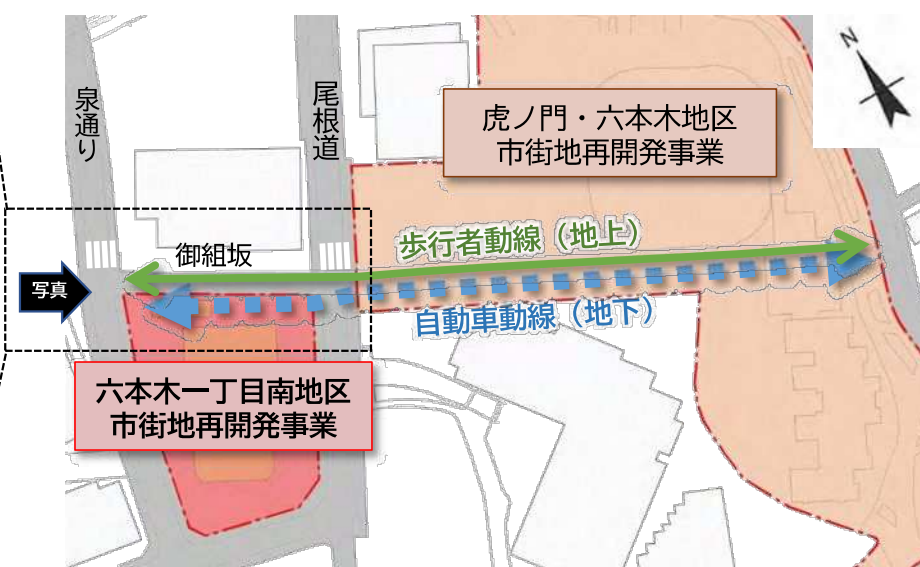 N
泉通り
尾根道
虎ノ門・六本木地区
市街地再開発事業
歩行者動線（地上）
御組坂
写真
自動車動線（地下）
六本木一丁目南地区
市街地再開発事業